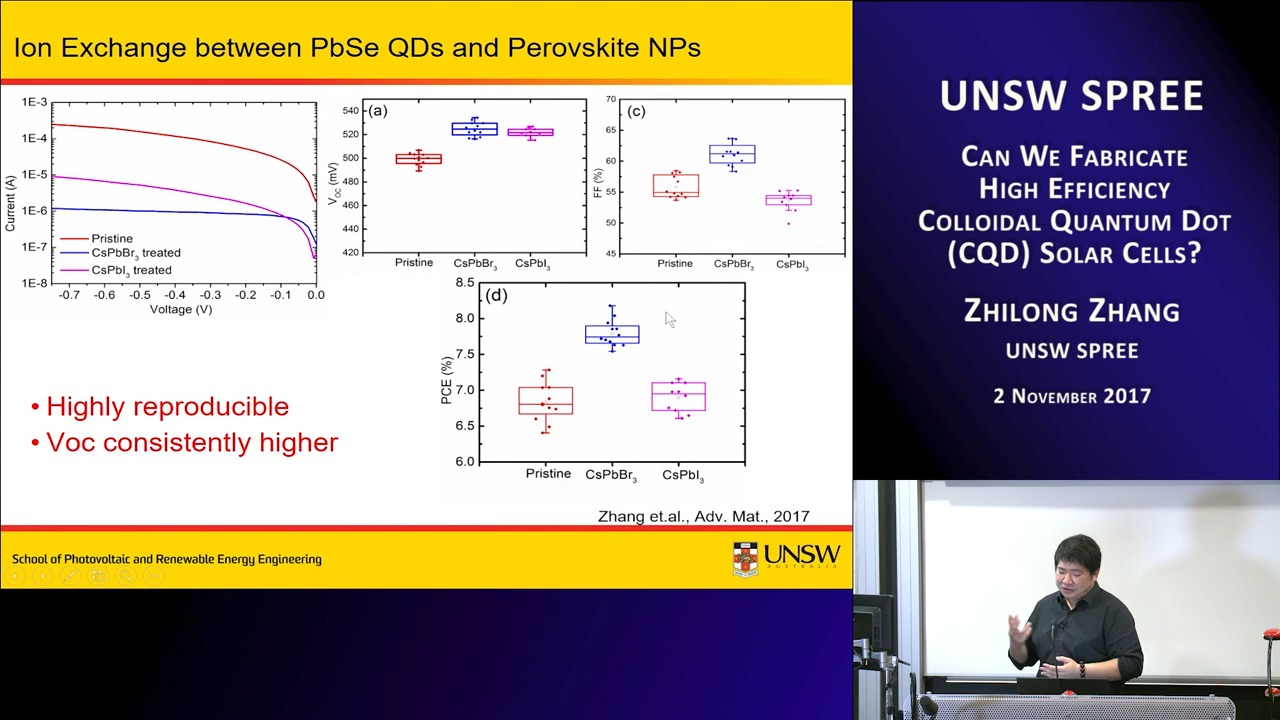 Ion Exchange between PbSe QDs and Perovskite NPs
1E-3
1E-4
1E-5
1E-6
1E-7
1E-8
Current (A)
Pristine
CsPbBr3 treated
CsPbI3 treated
-0.7 -0.6 -0.5 -0.4 -0.3 -0.2 -0.1 0.0
Voltage (V)
(a)
540
520
500
480
460
440
420
VOC (mV)
Pristine CsPbBr3 CsPbI3
(c)
70
65
60
55
50
45
FF (%)
Pristine CsPbBr3 CsPbI3
(d)
8.5
8.0
7.5
7.0
6.5
6.0
PCE (%)
Pristine CsPbBr3 CsPbI3
• Highly reproducible
• Voc consistently higher
Zhang et.al., Adv. Mat., 2017
School of Photovoltaic and Renewable Energy Engineering
UNSW
AUSTRALIA
UNSW SPREE
Can We Fabricate
High Efficiency
Colloidal Quantum Dot
(CQD) Solar Cells?
Zhilong Zhang
UNSW SPREE
2 November 2017